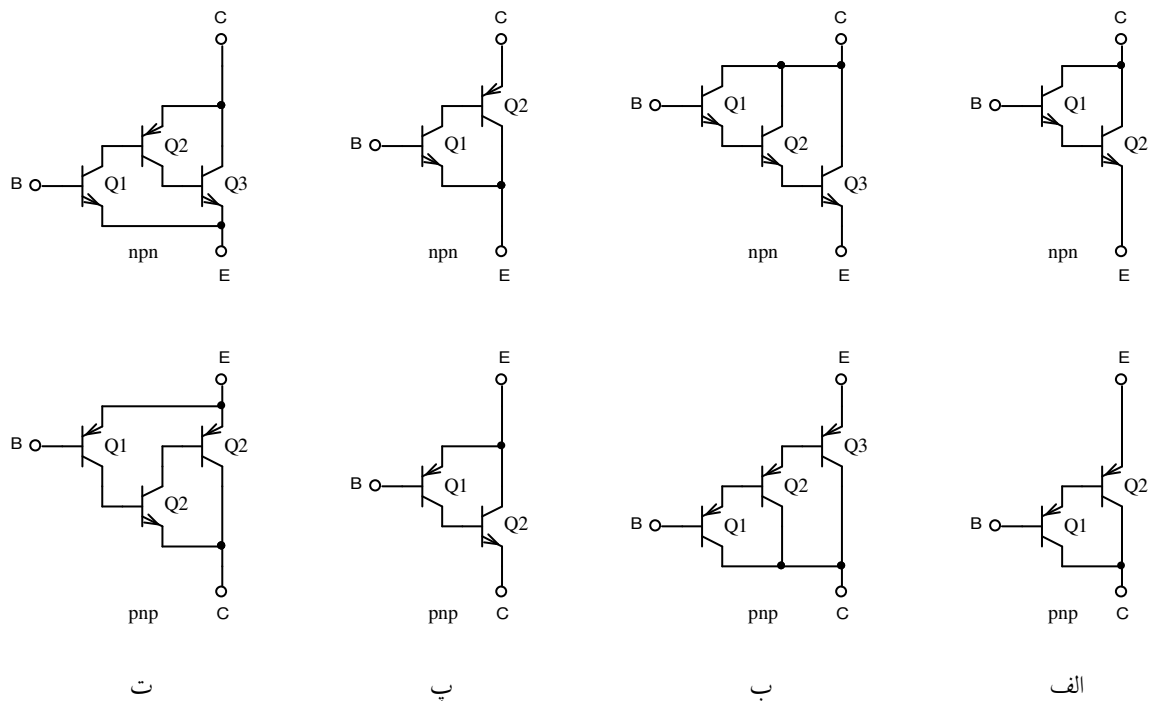 C C C C
B Q1 Q2 Q3 npn E
B Q1 Q2 npn E
B Q1 Q2 Q3 npn E
B Q1 Q2 npn E
E E E E
B Q1 Q2 Q2 pnp C
B Q1 Q2 pnp C
B Q1 Q2 Q3 pnp C
B Q1 Q2 pnp C
الف ب پ ت